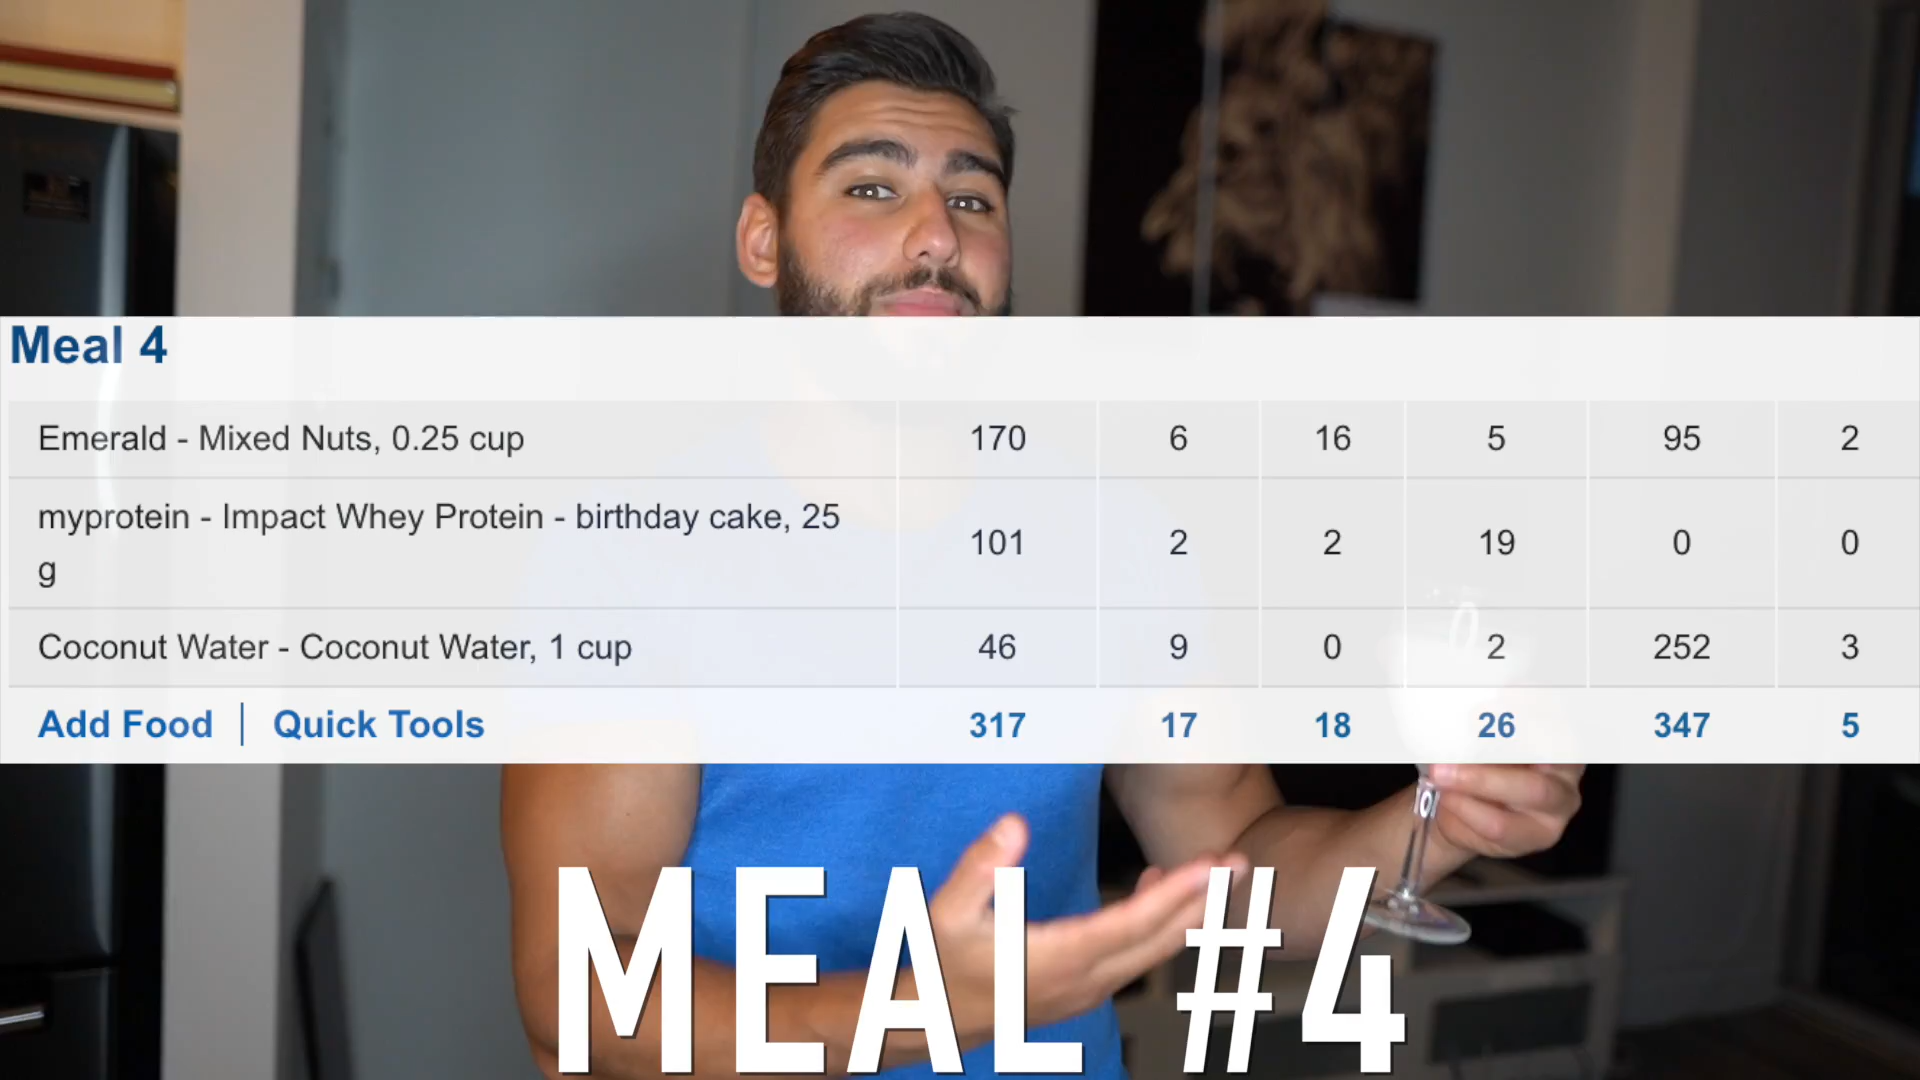 Meal 4
Emerald - Mixed Nuts, 0.25 cup 170 6 16 5 95 2
myprotein - Impact Whey Protein - birthday cake, 25
g 101 2 2 19 0 0
Coconut Water - Coconut Water, 1 cup 46 9 0 2 252 3
Add Food | Quick Tools 317 17 18 26 347 5
MEAL #4